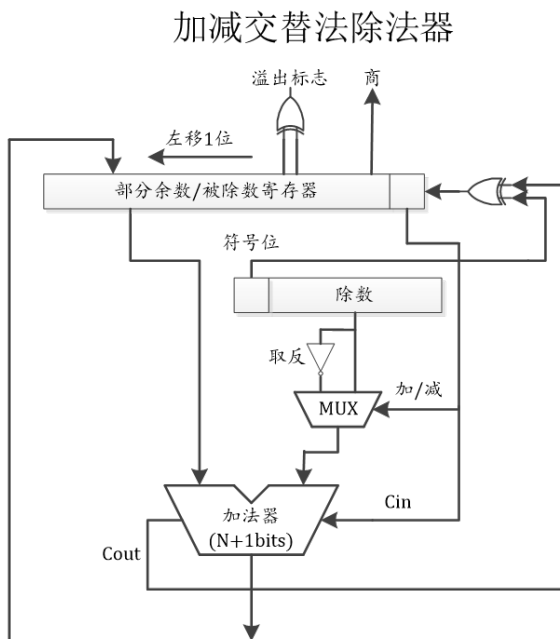 加减交替法除法器
溢出标志
商
左移1位
部分余数/被除数寄存器
符号位
除数
取反
MUX
加/减
加法器
(N+1bits)
Cin
Cout